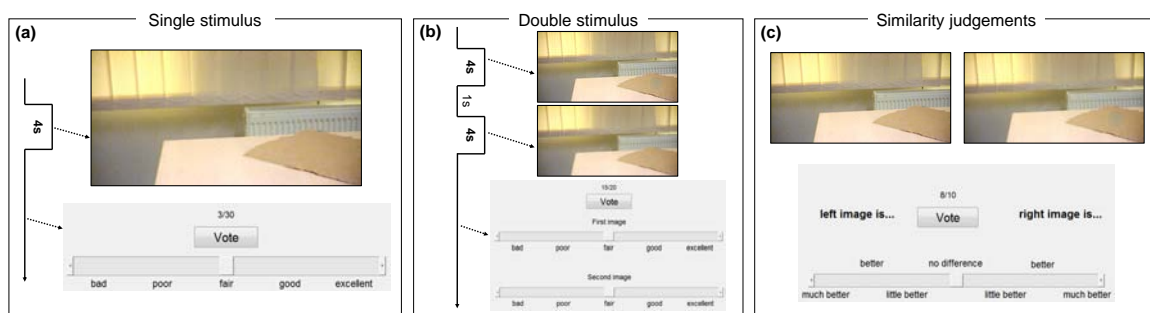 Single stimulus
(a)
4s
3/30
Vote
bad poor fair good excellent
Double stimulus
(b)
4s
1s
4s
15/20
Vote
First image
bad poor fair good excellent
Second image
bad poor fair good excellent
Similarity judgements
(c)
8/10
left image is... Vote right image is...
better no difference better
much better little better little better much better